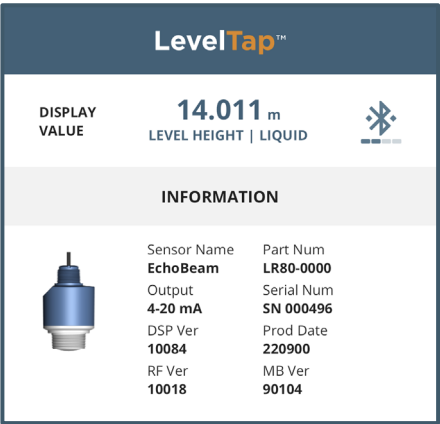 LevelTap™
DISPLAY
VALUE
14.011 m
LEVEL HEIGHT | LIQUID
INFORMATION
Sensor Name
EchoBeam
Part Num
LR80-0000
Output
4-20 mA
Serial Num
SN 000496
DSP Ver
10084
Prod Date
220900
RF Ver
10018
MB Ver
90104